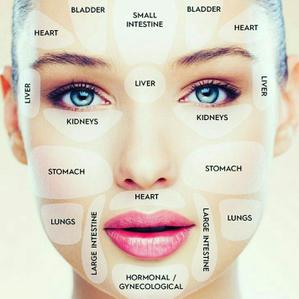 BLADDER
SMALL
INTESTINE
BLADDER
HEART
HEART
LIVER
LIVER
LIVER
KIDNEYS
KIDNEYS
STOMACH
STOMACH
HEART
LUNGS
LARGE INTESTINE
LARGE INTESTINE
LUNGS
HORMONAL /
GYNECOLOGICAL